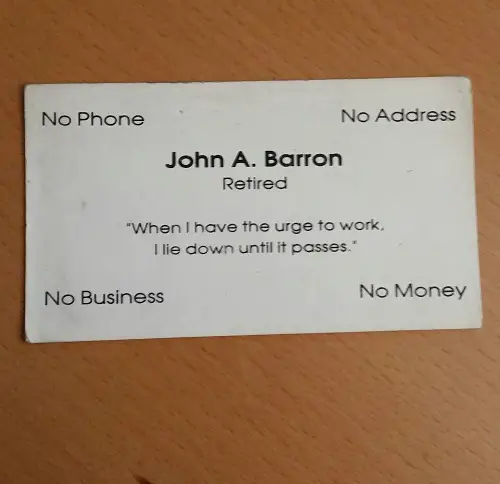 No Phone
No Address
John A. Barron
Retired
"When I have the urge to work,
I lie down until it passes."
No Business
No Money